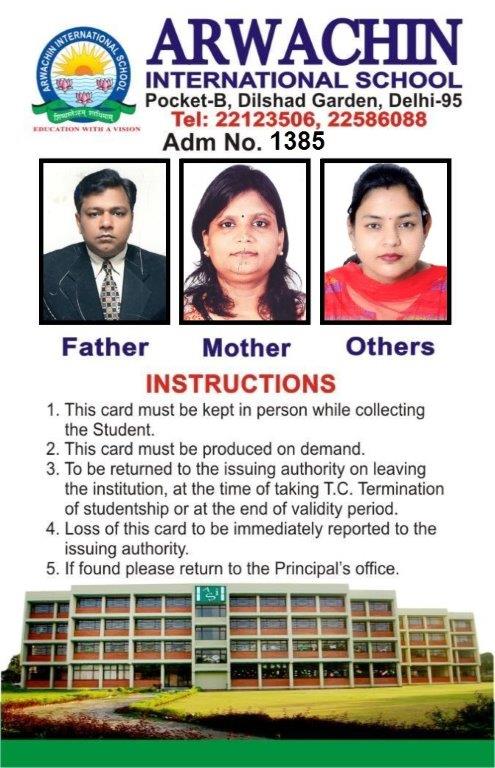 ARWACHIN INTERNATIONAL SCHOOL
EDUCATION WITH A VISION
ARWACHIN
INTERNATIONAL SCHOOL
Pocket-B, Dilshad Garden, Delhi-95
Tel: 22123506, 22586088
Adm No. 1385
Father Mother Others
INSTRUCTIONS
1. This card must be kept in person while collecting
the Student.
2. This card must be produced on demand.
3. To be returned to the issuing authority on leaving
the institution, at the time of taking T.C. Termination
of studentship or at the end of validity period.
4. Loss of this card to be immediately reported to the
issuing authority.
5. If found please return to the Principal's office.